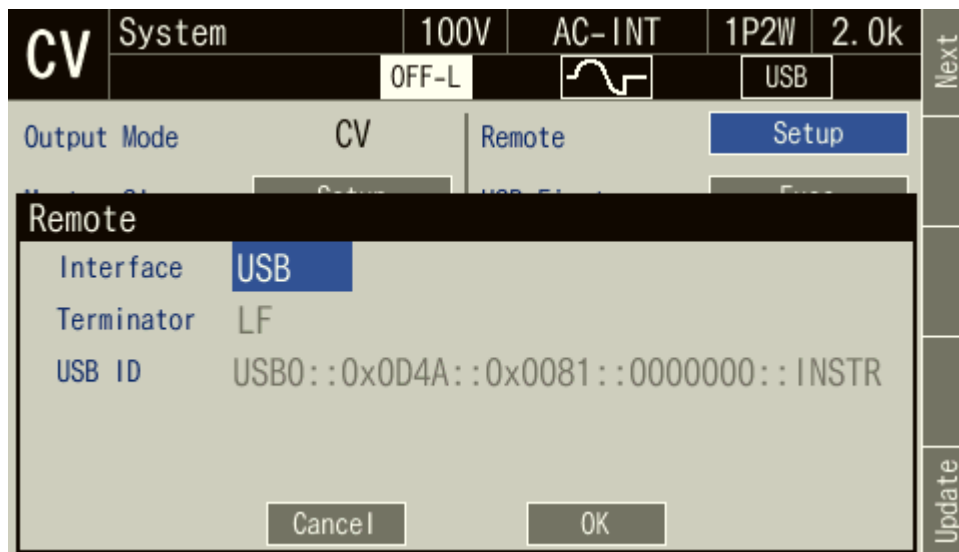 CV System 100V AC-INT 1P2W 2.0k
OFF-L USB
Next
Output Mode CV Remote Setup
Remote
Interface USB
Terminator LF
USB ID USB0::0x0D4A::0x0081::0000000::INSTR
Cancel OK
Update